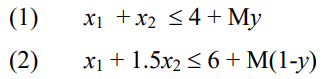 (1) x₁ + x₂ ≤ 4 + My
(2) x₁ + 1.5x₂ ≤ 6 + M(1-y)